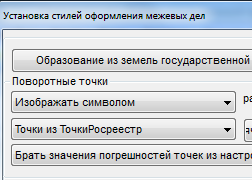 Установка стилей оформления межевых дел
Образование из земель государственной
Поворотные точки
Изображать символом
Точки из ТочкиРосреестр
Брать значения погрешностей точек из настр